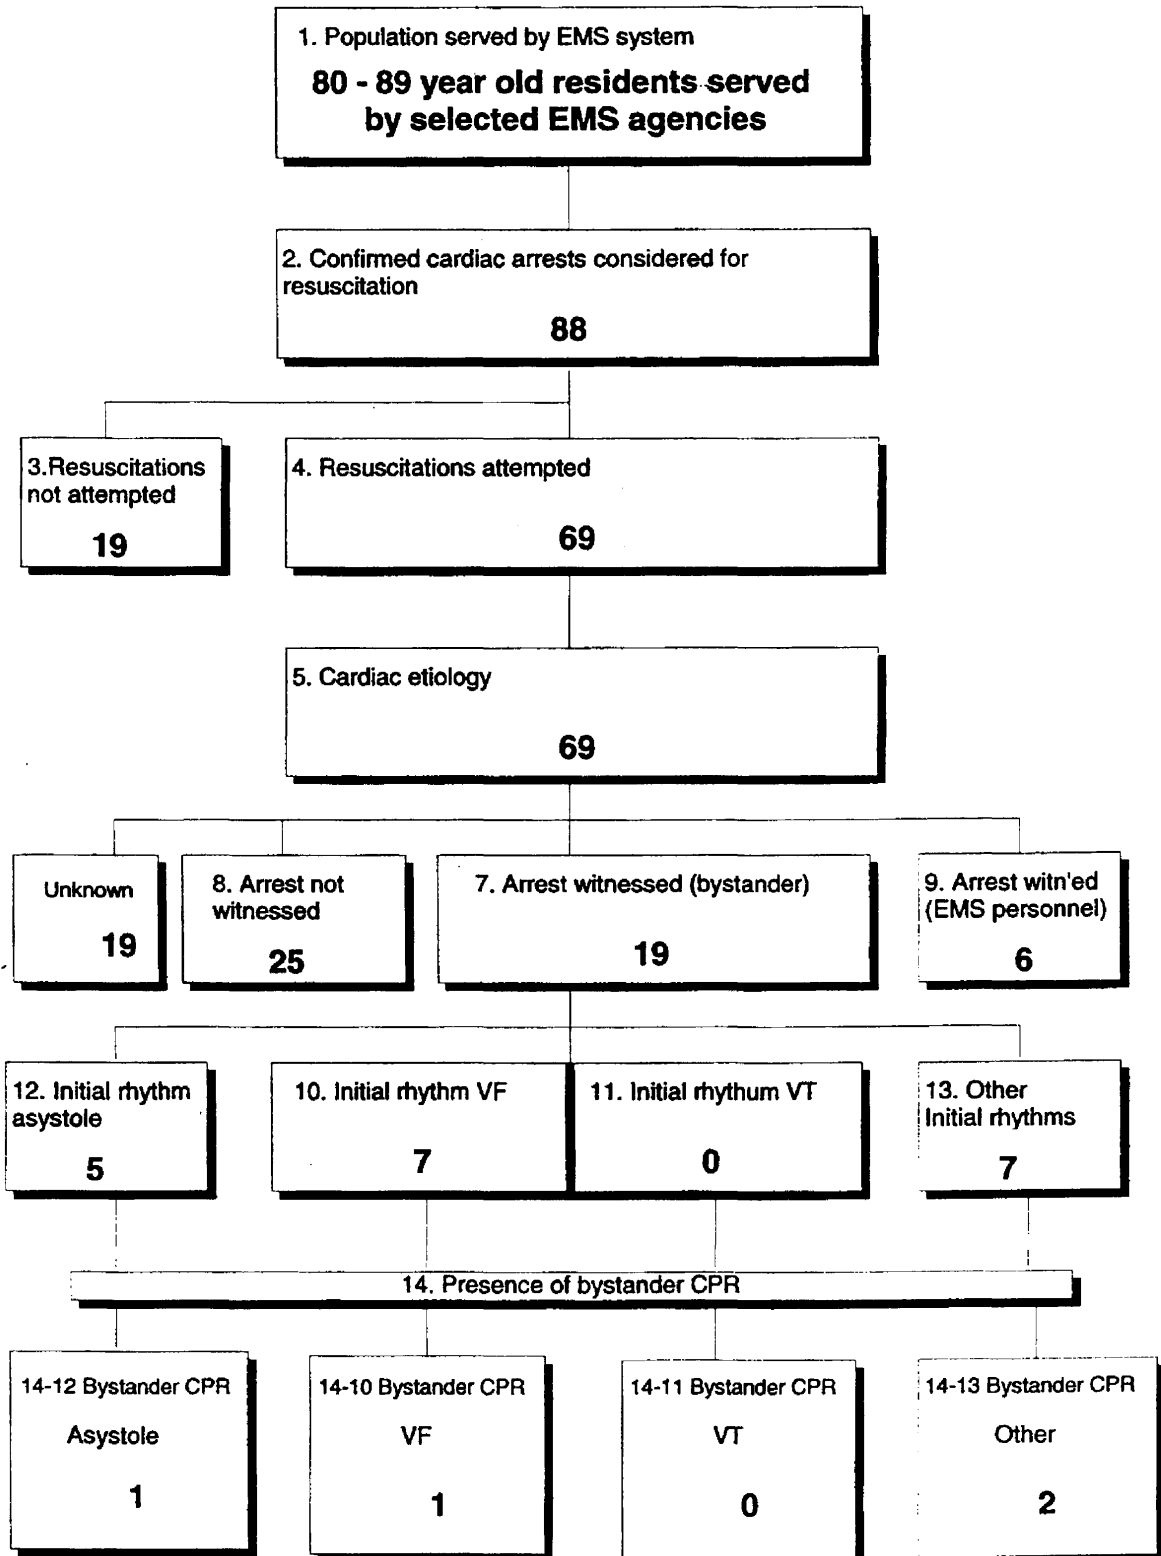 1. Population served by EMS system
80 - 89 year old residents served
by selected EMS agencies
2. Confirmed cardiac arrests considered for
resuscitation
88
3.Resuscitations
not attempted
19
4. Resuscitations attempted
69
5. Cardiac etiology
69
Unknown
19
8. Arrest not
witnessed
25
7. Arrest witnessed (bystander)
19
9. Arrest witn'ed
(EMS personnel)
6
12. Initial rhythm
asystole
5
10. Initial rhythm VF
7
11. Initial rhythum VT
0
13. Other
Initial rhythms
7
14. Presence of bystander CPR
14-12 Bystander CPR
Asystole
1
14-10 Bystander CPR
VF
1
14-11 Bystander CPR
VT
0
14-13 Bystander CPR
Other
2